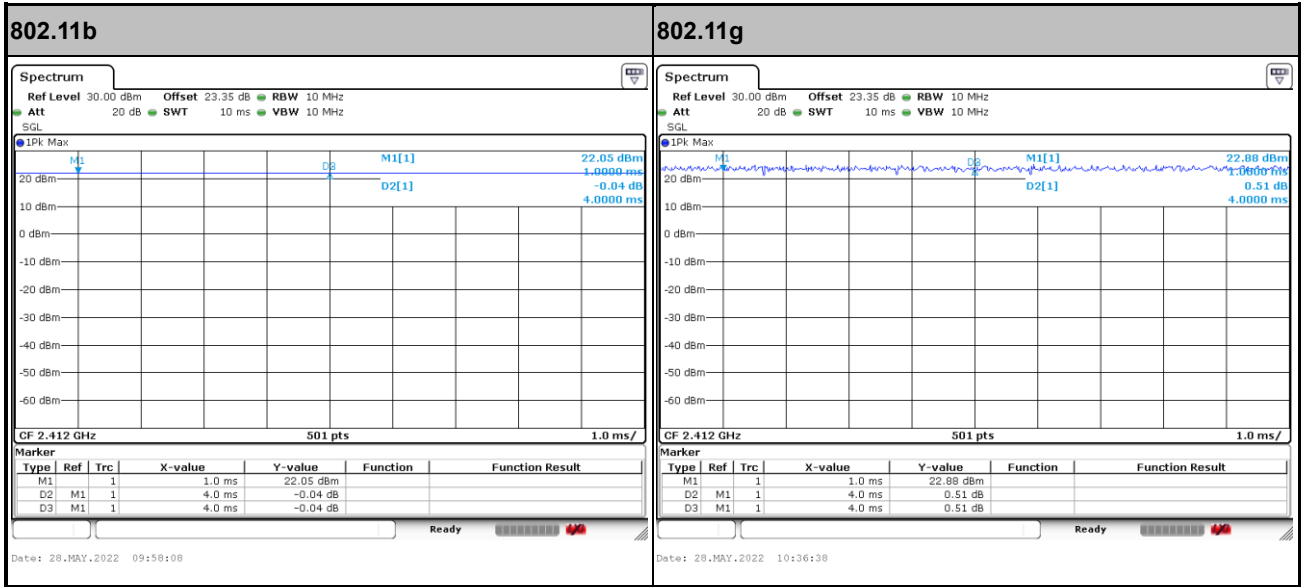 802.11b
Spectrum
Ref Level 30.00 dBm Offset 23.35 dB RBW 10 MHz
Att 20 dB SWT 10 ms VBW 10 MHz
SGL
1Pk Max
M1 D3 M1[1] 22.05 dBm
1.0000 ms
20 dBm D2[1] -0.04 dB
4.0000 ms
10 dBm
0 dBm
-10 dBm
-20 dBm
-30 dBm
-40 dBm
-50 dBm
-60 dBm
CF 2.412 GHz 501 pts 1.0 ms/
Marker
Type Ref Trc X-value Y-value Function Function Result
M1 1 1.0 ms 22.05 dBm
D2 M1 1 4.0 ms -0.04 dB
D3 M1 1 4.0 ms -0.04 dB
Ready
Date: 28.MAY.2022 09:58:08
802.11g
Spectrum
Ref Level 30.00 dBm Offset 23.35 dB RBW 10 MHz
Att 20 dB SWT 10 ms VBW 10 MHz
SGL
1Pk Max
M1 D3 M1[1] 22.88 dBm
1.0000 ms
20 dBm D2[1] 0.51 dB
4.0000 ms
10 dBm
0 dBm
-10 dBm
-20 dBm
-30 dBm
-40 dBm
-50 dBm
-60 dBm
CF 2.412 GHz 501 pts 1.0 ms/
Marker
Type Ref Trc X-value Y-value Function Function Result
M1 1 1.0 ms 22.88 dBm
D2 M1 1 4.0 ms 0.51 dB
D3 M1 1 4.0 ms 0.51 dB
Ready
Date: 28.MAY.2022 10:36:38